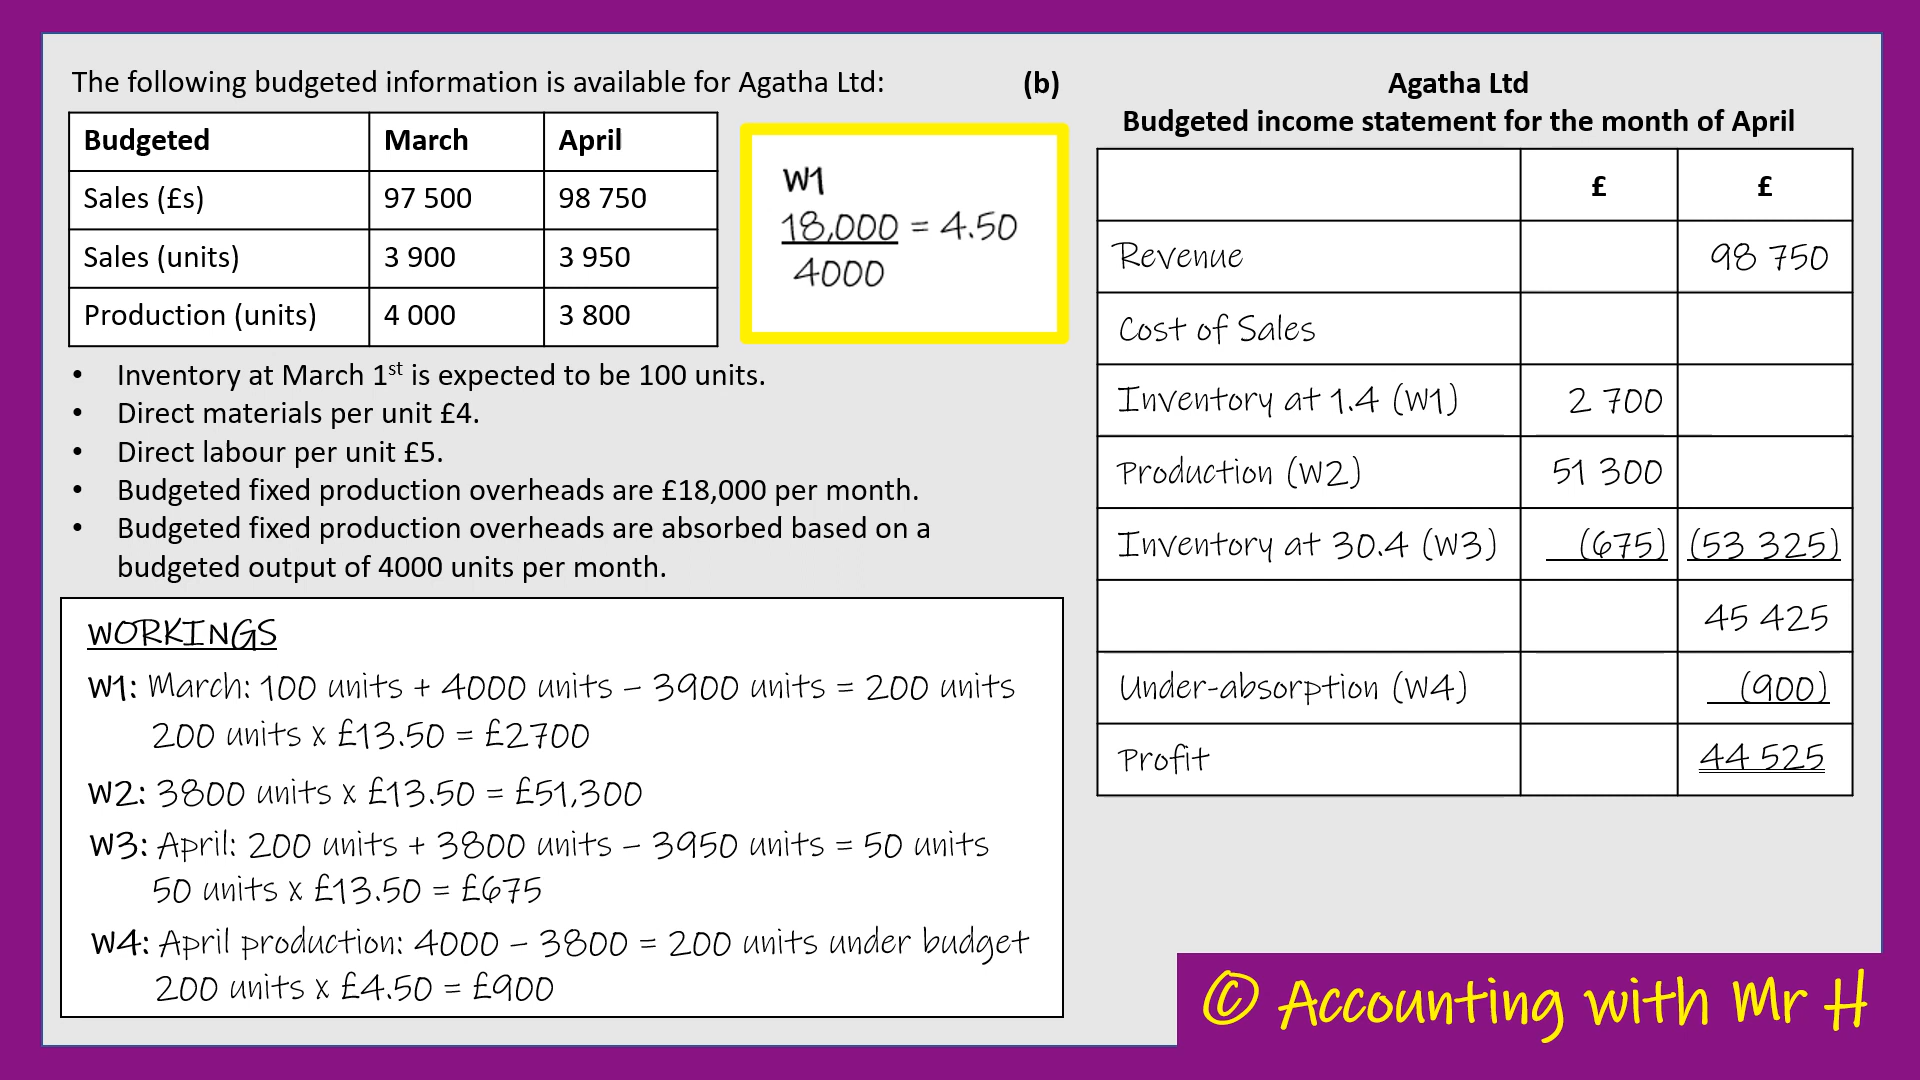 The following budgeted information is available for Agatha Ltd:
Budgeted March April
Sales (£s) 97 500 98 750
Sales (units) 3 900 3 950
Production (units) 4 000 3 800
• Inventory at March 1st is expected to be 100 units.
• Direct materials per unit £4.
• Direct labour per unit £5.
• Budgeted fixed production overheads are £18,000 per month.
• Budgeted fixed production overheads are absorbed based on a
budgeted output of 4000 units per month.
W1
18,000 = 4.50
4000
WORKINGS
W1: March: 100 units + 4000 units – 3900 units = 200 units
200 units x £13.50 = £2700
W2: 3800 units x £13.50 = £51,300
W3: April: 200 units + 3800 units – 3950 units = 50 units
50 units x £13.50 = £675
W4: April production: 4000 – 3800 = 200 units under budget
200 units x £4.50 = £900
(b)
Agatha Ltd
Budgeted income statement for the month of April
£ £
Revenue 98 750
Cost of Sales
Inventory at 1.4 (W1) 2 700
Production (W2) 51 300
Inventory at 30.4 (W3) (675) (53 325)
45 425
Under-absorption (W4) (900)
Profit 44 525
© Accounting with Mr H